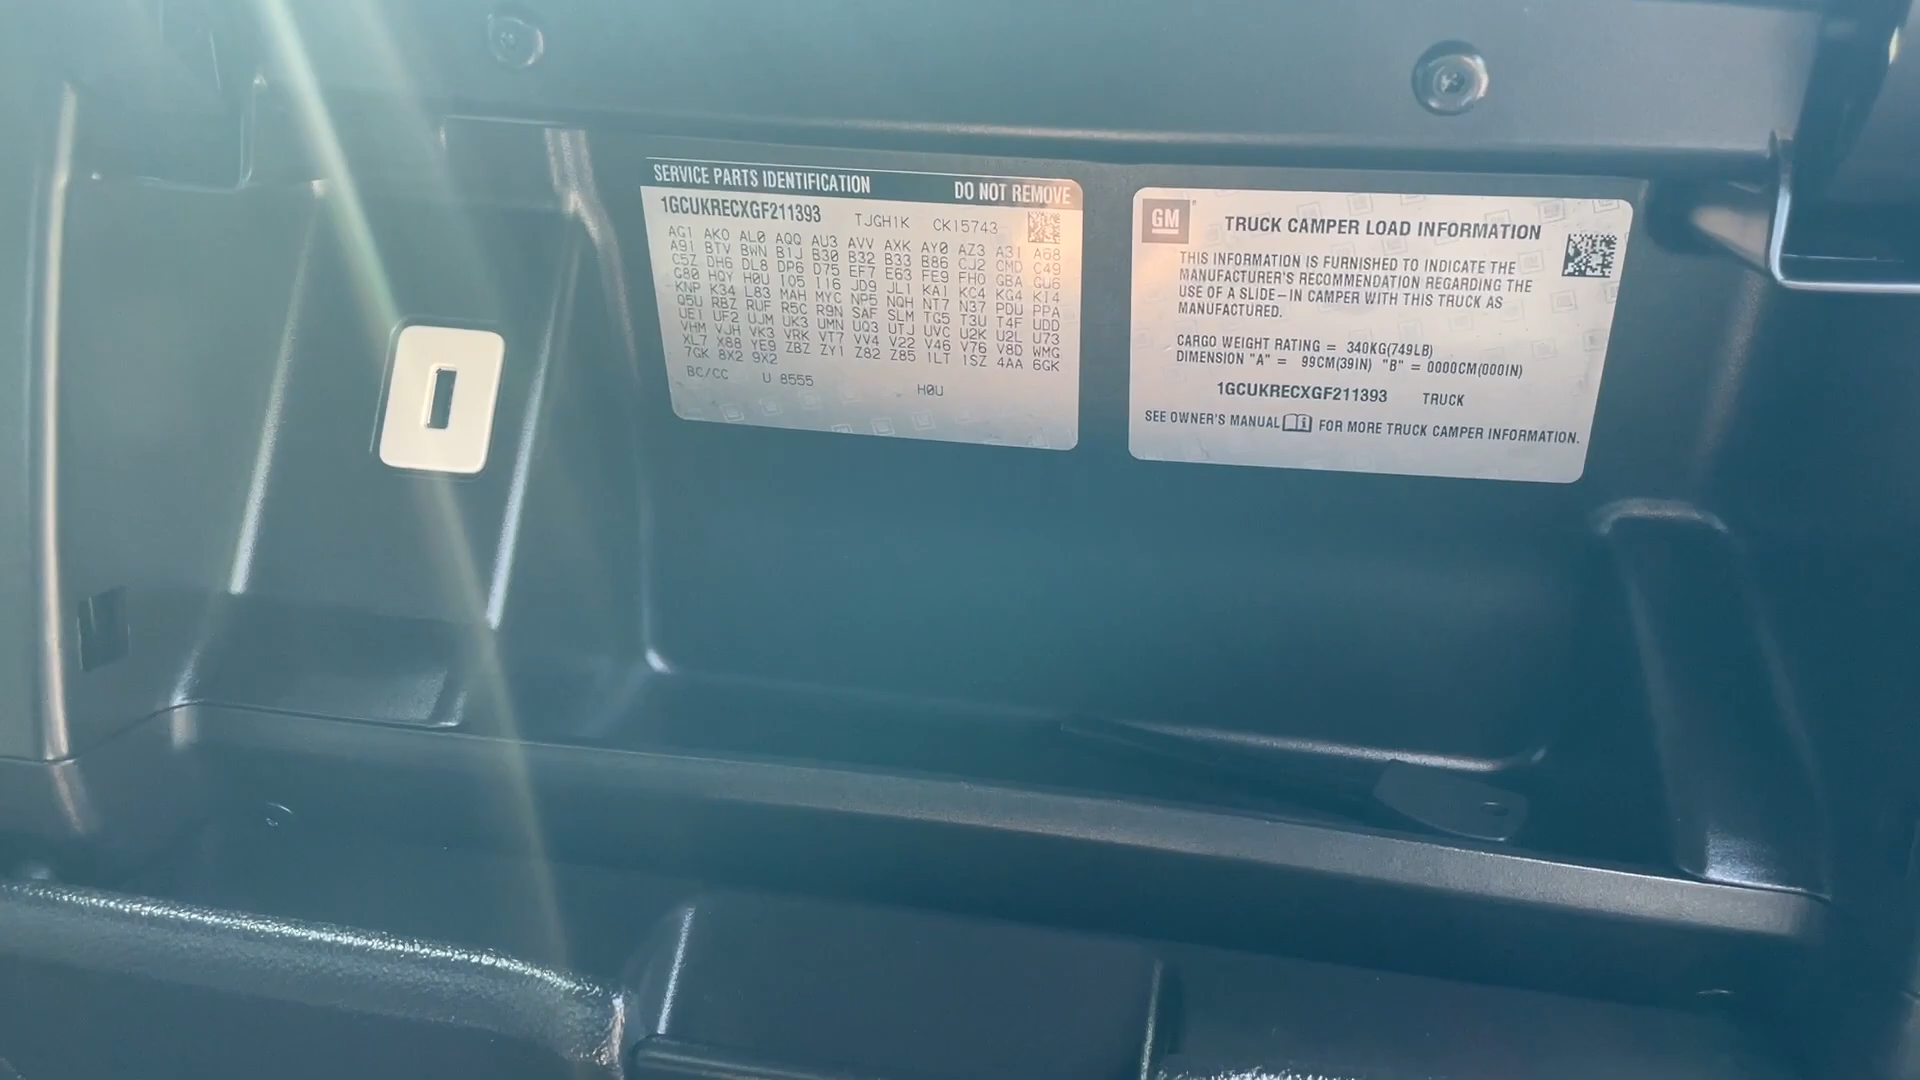 SERVICE PARTS IDENTIFICATION DO NOT REMOVE
1GCUKRECXGF211393 TJGH1K CK15743
AG1 AK0 AL0 AQQ AU3 AVV AXK AY0 AZ3 A31 A68
A91 BTV BWN B1J B30 B32 B33 B86 CJ2 CMD C49
C5Z DH6 DL8 DP6 D75 EF7 E63 FE9 FHO GBA GU6
G80 HQY H0U IO5 I16 JD9 JL1 KA1 KC4 KG4 KI4
KNP K34 L83 MAH MYC NP5 NQH NT7 N37 PDU PPA
Q5U RBZ RUF R5C R9N SAF SLM TG5 T3U T4F UDD
UE1 UF2 UJM UK3 UMN UQ3 UTJ UVC U2K U2L U73
VHM VJH VK3 VRK VT7 VV4 V22 V46 V76 V8D WMG
XL7 X88 YE9 ZBZ ZY1 Z82 Z85 1LT 1SZ 4AA 6GK
7GK 8X2 9X2
BC/CC U 8555 H0U
GM
TRUCK CAMPER LOAD INFORMATION
THIS INFORMATION IS FURNISHED TO INDICATE THE
MANUFACTURER'S RECOMMENDATION REGARDING THE
USE OF A SLIDE-IN CAMPER WITH THIS TRUCK AS
MANUFACTURED.
CARGO WEIGHT RATING = 340KG(749LB)
DIMENSION "A" = 99CM(39IN) "B" = 0000CM(000IN)
1GCUKRECXGF211393 TRUCK
SEE OWNER'S MANUAL FOR MORE TRUCK CAMPER INFORMATION.